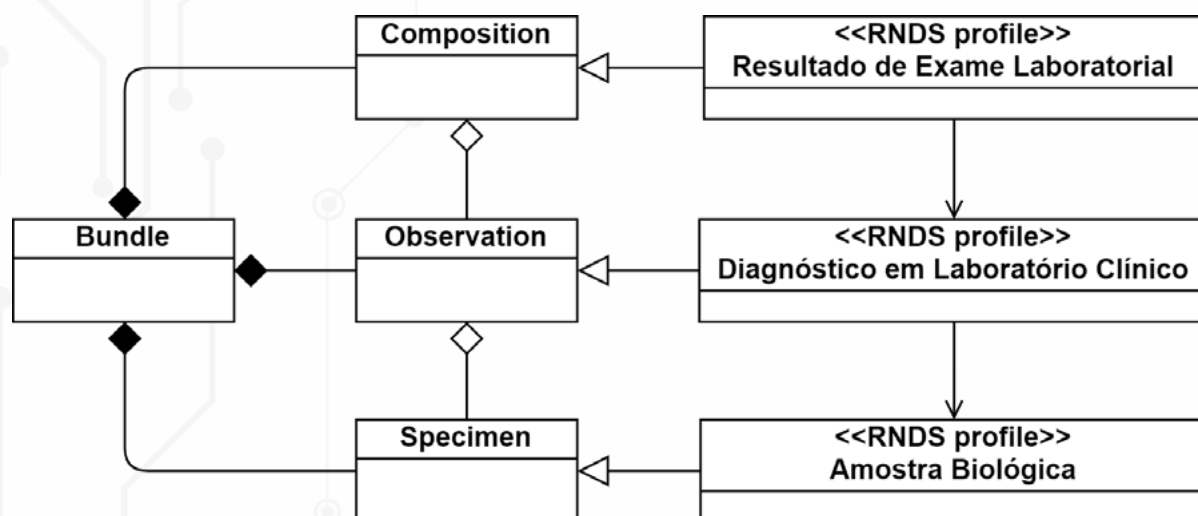 Composition
<<RNDS profile>>
Resultado de Exame Laboratorial
Bundle
Observation
<<RNDS profile>>
Diagnóstico em Laboratório Clínico
Specimen
<<RNDS profile>>
Amostra Biológica